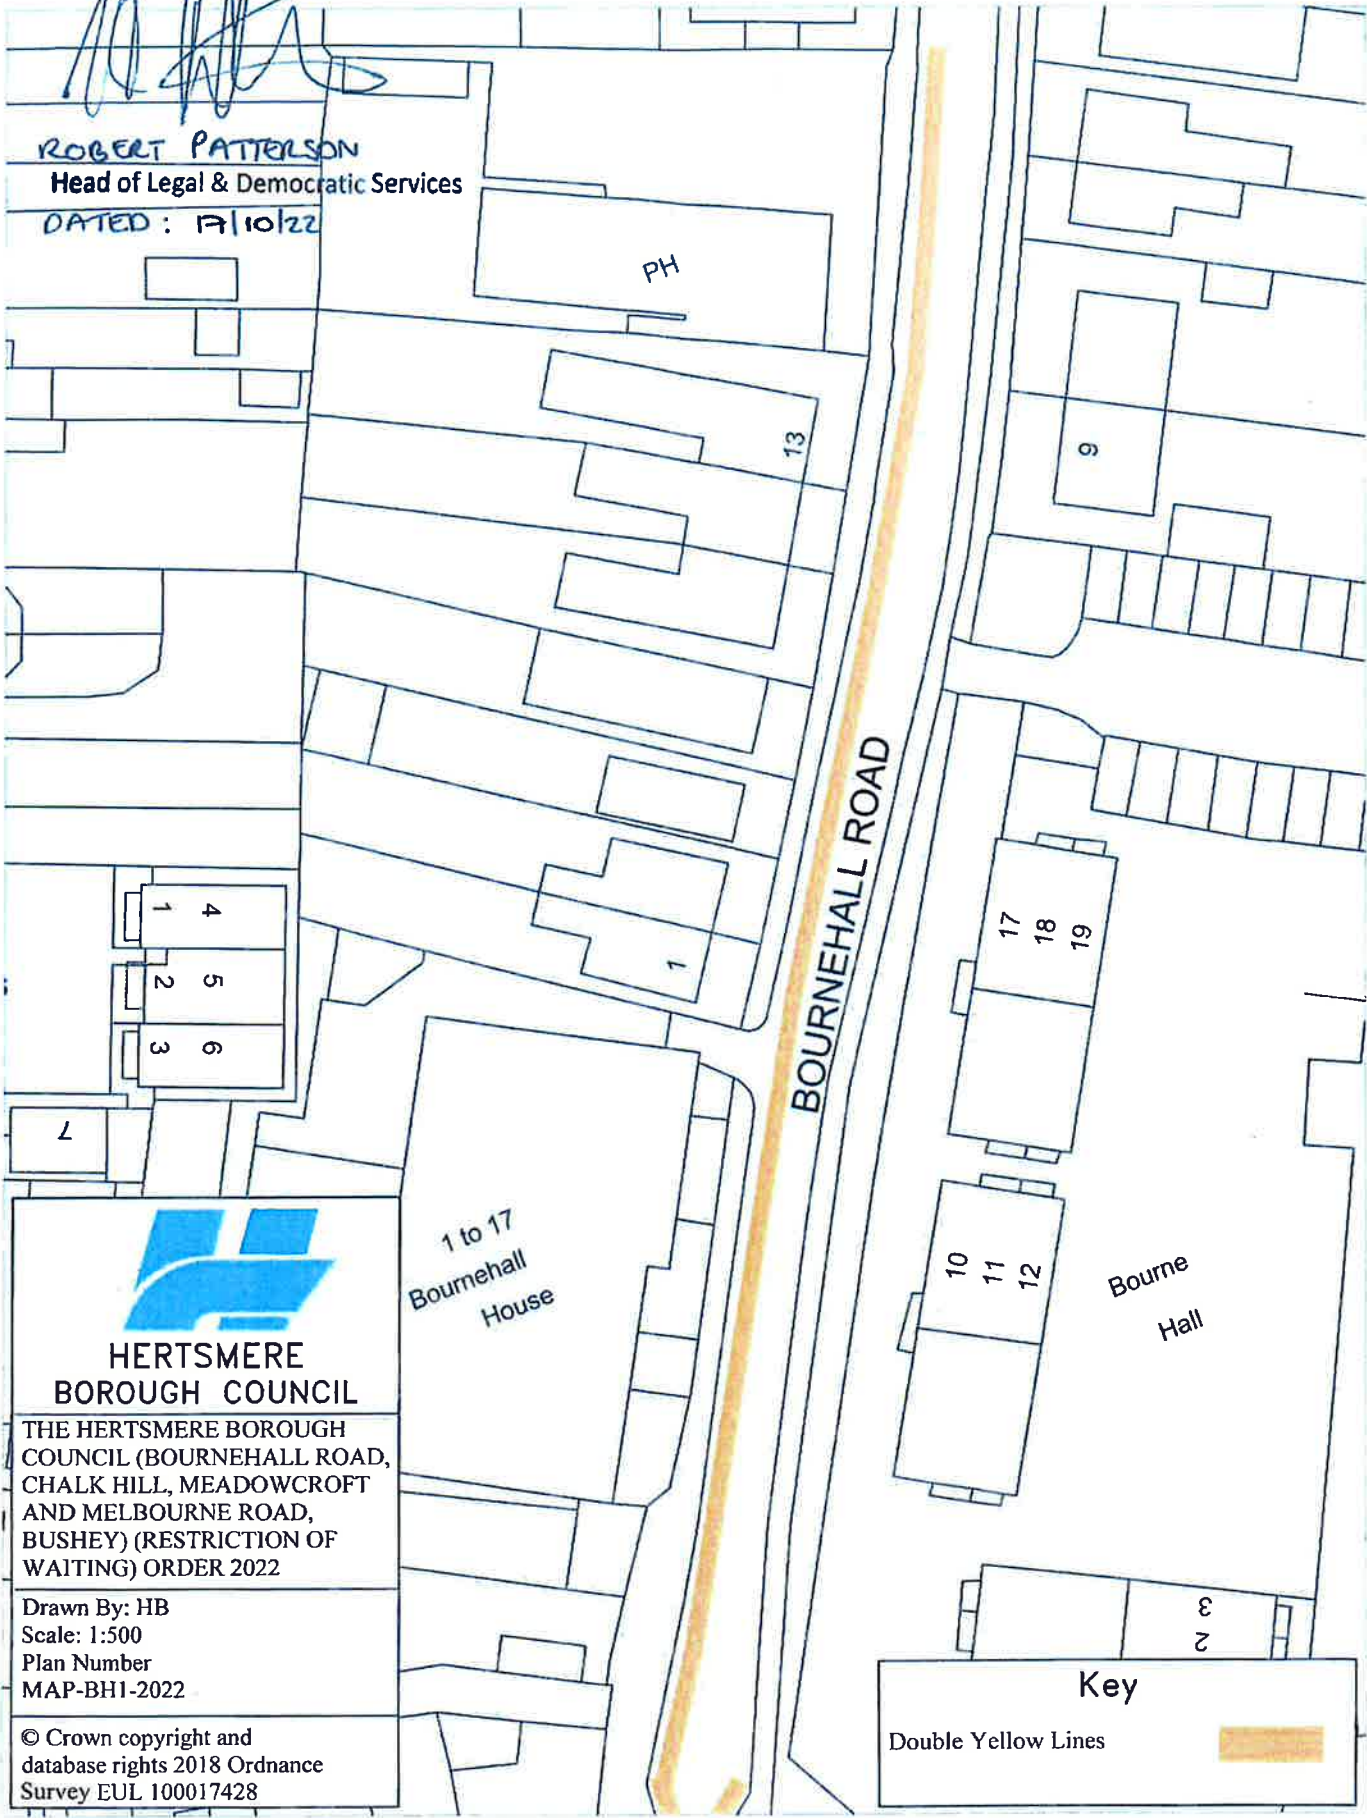 ROBERT PATTERSON
Head of Legal & Democratic Services
DATED : 17/10/22
PH
13
9
BOURNEHALL ROAD
1
17
18
19
1 4
2 5
3 6
7
10
11
12
1 to 17
Bournehall
House
Bourne
Hall
3
2
HERTSMERE
BOROUGH COUNCIL
THE HERTSMERE BOROUGH
COUNCIL (BOURNEHALL ROAD,
CHALK HILL, MEADOWCROFT
AND MELBOURNE ROAD,
BUSHEY) (RESTRICTION OF
WAITING) ORDER 2022
Drawn By: HB
Scale: 1:500
Plan Number
MAP-BH1-2022
© Crown copyright and
database rights 2018 Ordnance
Survey EUL 100017428
Key
Double Yellow Lines